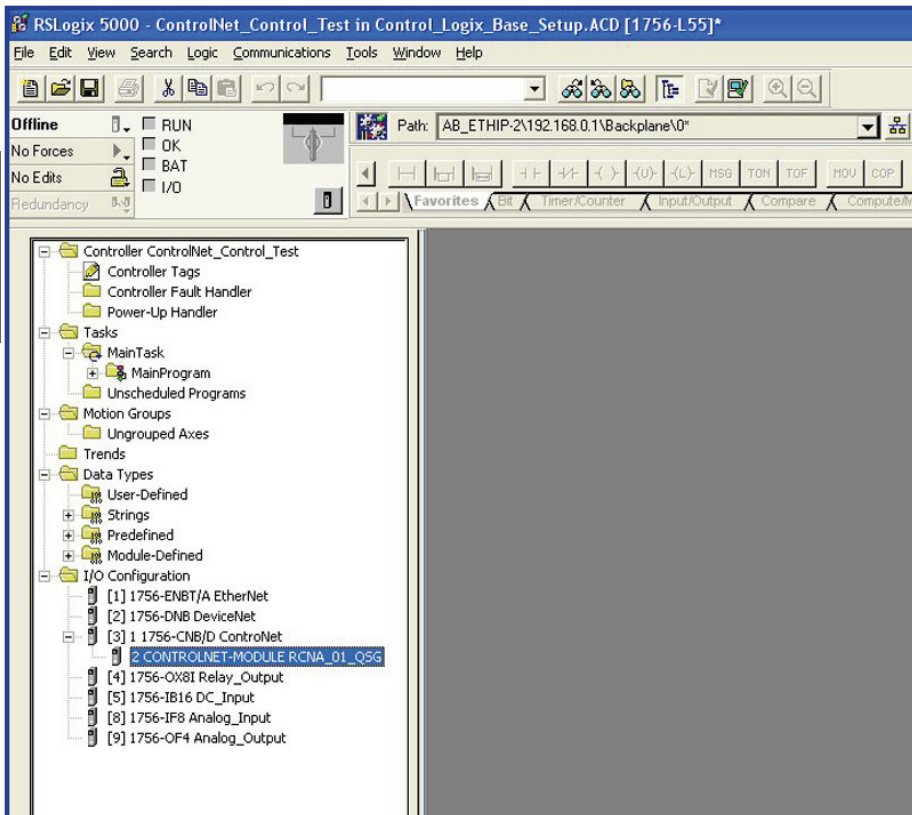 RSLogix 5000 - ControlNet_Control_Test in Control_Logix_Base_Setup.ACD [1756-L55]*
File Edit View Search Logic Communications Tools Window Help
Offline RUN Path: AB_ETHIP-2\192.168.0.1\Backplane\0*
No Forces OK
BAT
No Edits I/O MSG TON TOF MOV COP
Redundancy Favorites Bit Timer/Counter Input/Output Compare
Controller ControlNet_Control_Test
Controller Tags
Controller Fault Handler
Power-Up Handler
Tasks
MainTask
MainProgram
Unscheduled Programs
Motion Groups
Ungrouped Axes
Trends
Data Types
User-Defined
Strings
Predefined
Module-Defined
I/O Configuration
[1] 1756-ENBT/A EtherNet
[2] 1756-DNB DeviceNet
[3] 1 1756-CNB/D ControNet
2 CONTROLNET-MODULE RCNA_01_QSG
[4] 1756-OX8I Relay_Output
[5] 1756-IB16 DC_Input
[8] 1756-IF8 Analog_Input
[9] 1756-OF4 Analog_Output